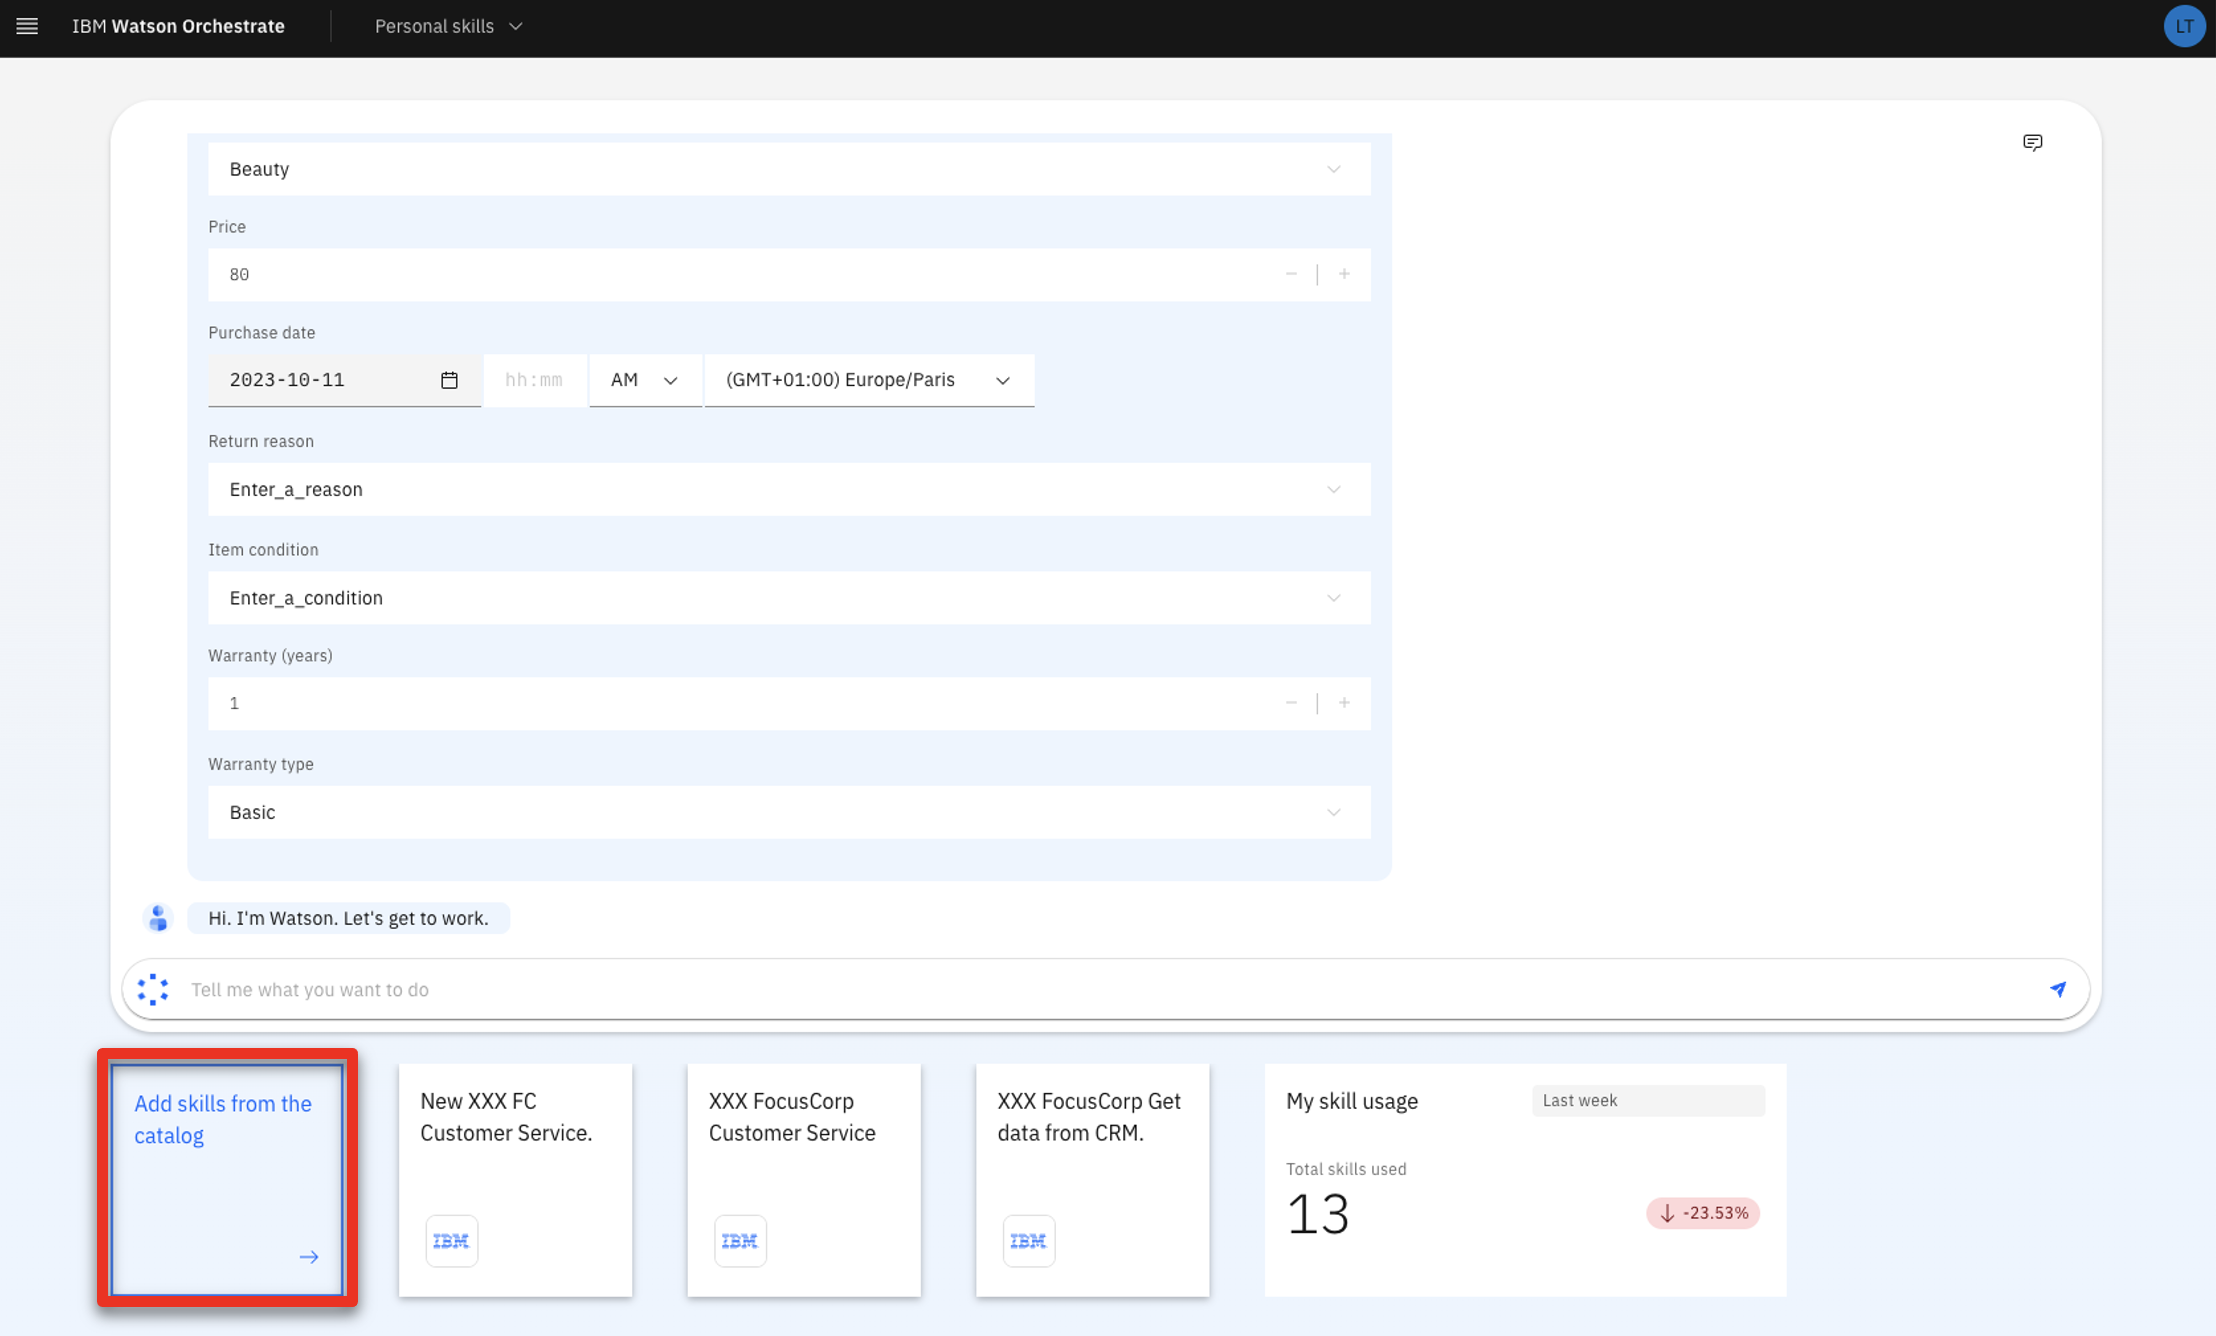 IBM Watson Orchestrate
Personal skills
LT
Beauty
Price
80
Purchase date
2023-10-11
hh:mm
AM
(GMT+01:00) Europe/Paris
Return reason
Enter_a_reason
Item condition
Enter_a_condition
Warranty (years)
1
Warranty type
Basic
Hi. I'm Watson. Let's get to work.
Tell me what you want to do
Add skills from the
catalog
New XXX FC
Customer Service.
IBM
XXX FocusCorp
Customer Service
IBM
XXX FocusCorp Get
data from CRM.
IBM
My skill usage
Last week
Total skills used
13
-23.53%